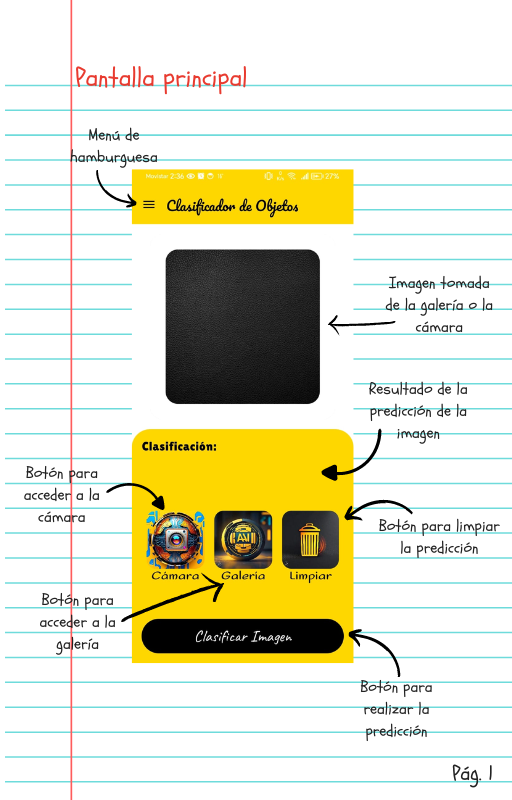 Pantalla principal
Menú de
hamburguesa
Movistar 2:36 27%
Clasificador de Objetos
Imagen tomada
de la galería o la
cámara
Resultado de la
predicción de la
imagen
Clasificación:
Botón para
acceder a la
cámara
Botón para limpiar
la predicción
AVI
Cámara Galeria Limpiar
Botón para
acceder a la
galería
Clasificar Imagen
Botón para
realizar la
predicción
Pág. 1